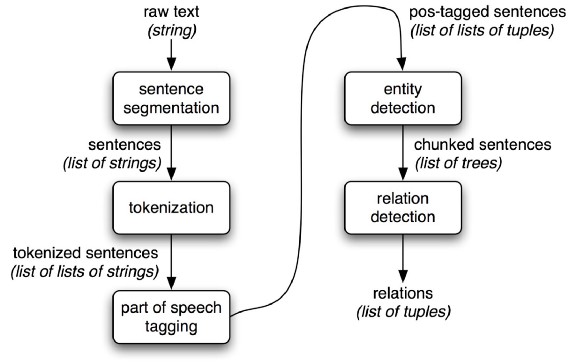 raw text
(string)
sentence
segmentation
sentences
(list of strings)
tokenization
tokenized sentences
(list of lists of strings)
part of speech
tagging
pos-tagged sentences
(list of lists of tuples)
entity
detection
chunked sentences
(list of trees)
relation
detection
relations
(list of tuples)